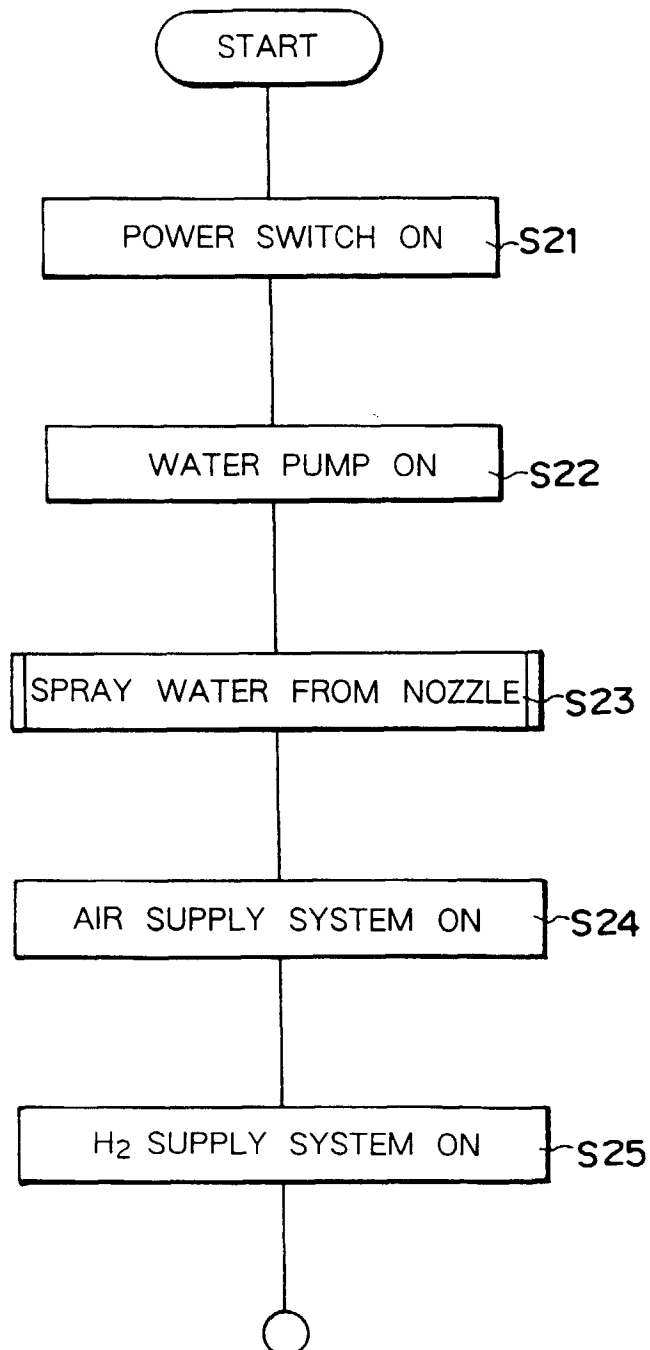 START
POWER SWITCH ON S21
WATER PUMP ON S22
SPRAY WATER FROM NOZZLE S23
AIR SUPPLY SYSTEM ON S24
H2 SUPPLY SYSTEM ON S25